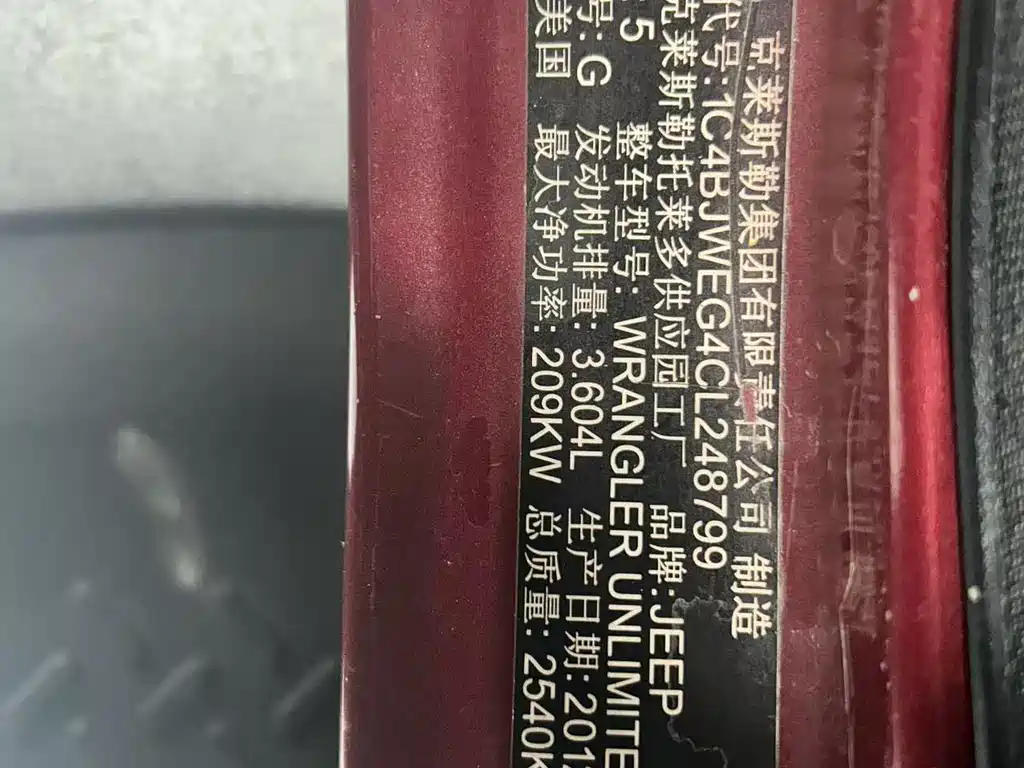 京莱斯勒集团有限责任公司 制造
代号:1C4BJWEG4CL248799
克莱斯勒托莱多供应园工厂 品牌:JEEP
5 整车型号: WRANGLER UNLIMITE
号: G 发动机排量: 3.604L 生产日期:201
美国 最大净功率: 209KW 总质量: 2540K